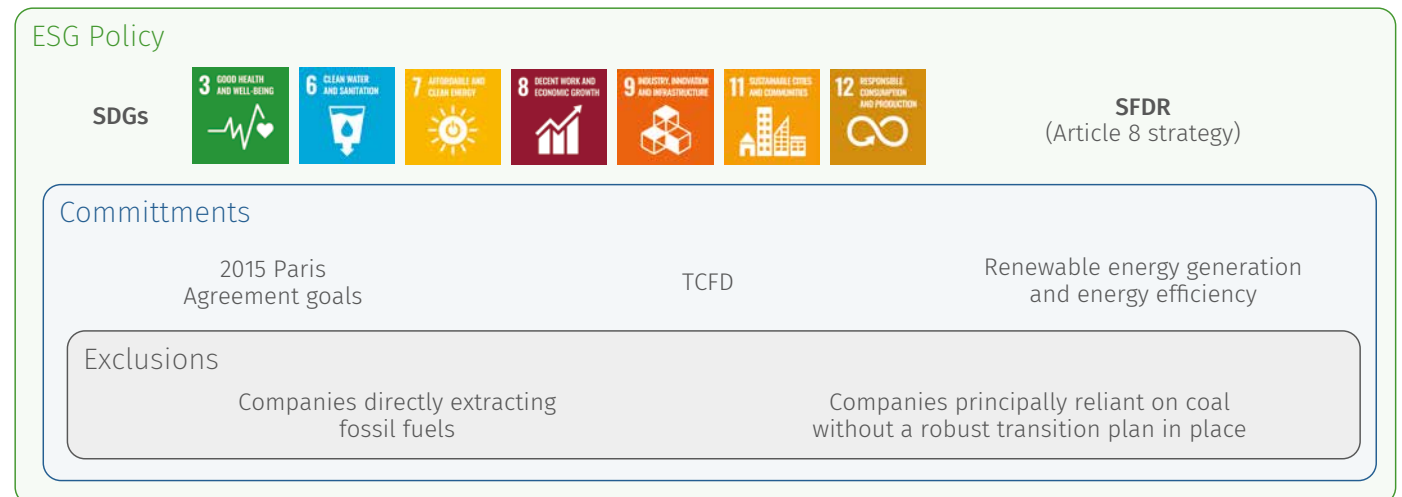 ESG Policy
SDGs
3 GOOD HEALTH
AND WELL-BEING
6 CLEAN WATER
AND SANITATION
7 AFFORDABLE AND
CLEAN ENERGY
8 DECENT WORK AND
ECONOMIC GROWTH
9 INDUSTRY, INNOVATION
AND INFRASTRUCTURE
11 SUSTAINABLE CITIES
AND COMMUNITIES
12 RESPONSIBLE
CONSUMPTION
AND PRODUCTION
SFDR
(Article 8 strategy)
Committments
2015 Paris
Agreement goals
TCFD
Renewable energy generation
and energy efficiency
Exclusions
Companies directly extracting
fossil fuels
Companies principally reliant on coal
without a robust transition plan in place